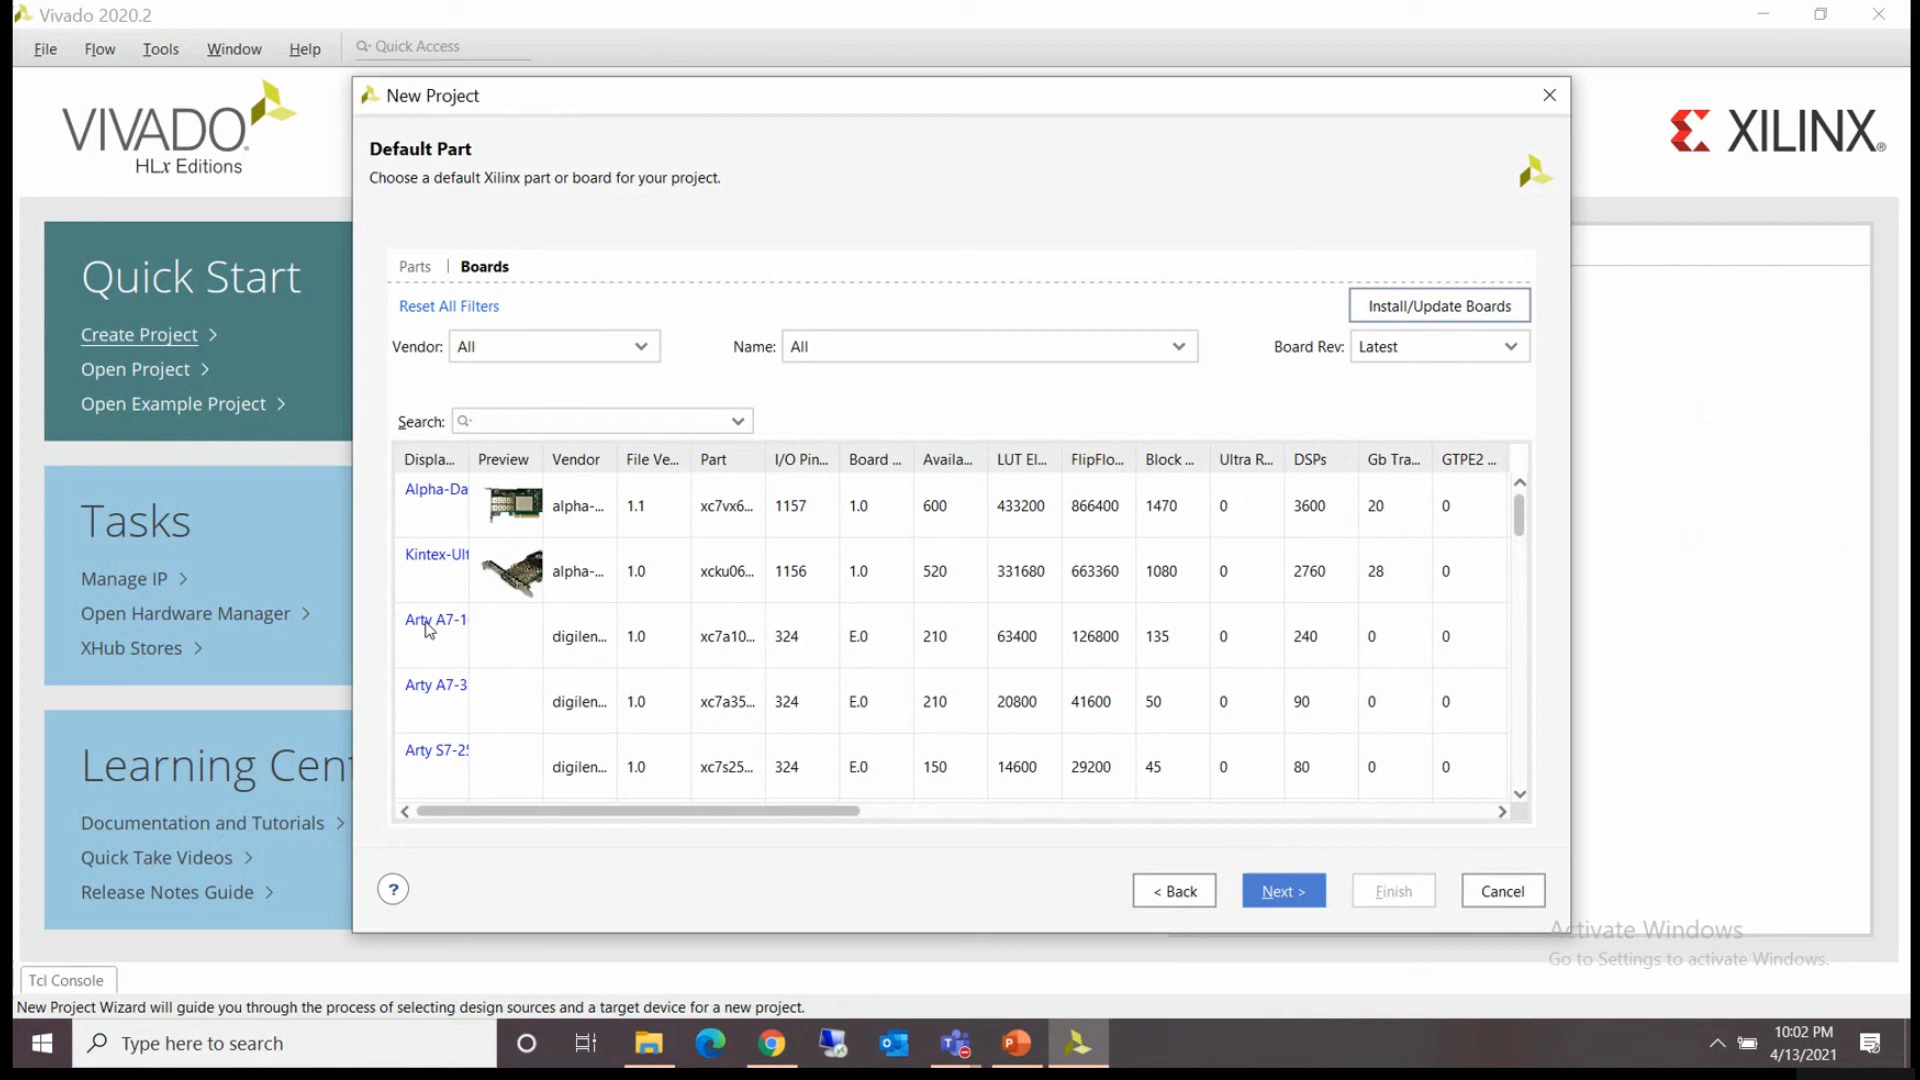 Vivado 2020.2
File Flow Tools Window Help Quick Access
VIVADO
HLx Editions
XILINX
Quick Start
Create Project >
Open Project >
Open Example Project >
Tasks
Manage IP >
Open Hardware Manager >
XHub Stores >
Learning Cent
Documentation and Tutorials >
Quick Take Videos >
Release Notes Guide >
New Project
Default Part
Choose a default Xilinx part or board for your project.
Parts | Boards
Reset All Filters
Install/Update Boards
Vendor: All Name: All Board Rev: Latest
Search:
Displa... Preview Vendor File Ve... Part I/O Pin... Board ... Availa... LUT El... FlipFlo... Block ... Ultra R... DSPs Gb Tra... GTPE2 ...
Alpha-Da alpha-... 1.1 xc7vx6... 1157 1.0 600 433200 866400 1470 0 3600 20 0
Kintex-Ult alpha-... 1.0 xcku06... 1156 1.0 520 331680 663360 1080 0 2760 28 0
Arty A7-1 digilen... 1.0 xc7a10... 324 E.0 210 63400 126800 135 0 240 0 0
Arty A7-3 digilen... 1.0 xc7a35... 324 E.0 210 20800 41600 50 0 90 0 0
Arty S7-25 digilen... 1.0 xc7s25... 324 E.0 150 14600 29200 45 0 80 0 0
? < Back Next > Finish Cancel
Activate Windows
Go to Settings to activate Windows.
Tcl Console
New Project Wizard will guide you through the process of selecting design sources and a target device for a new project.
Type here to search
10:02 PM
4/13/2021